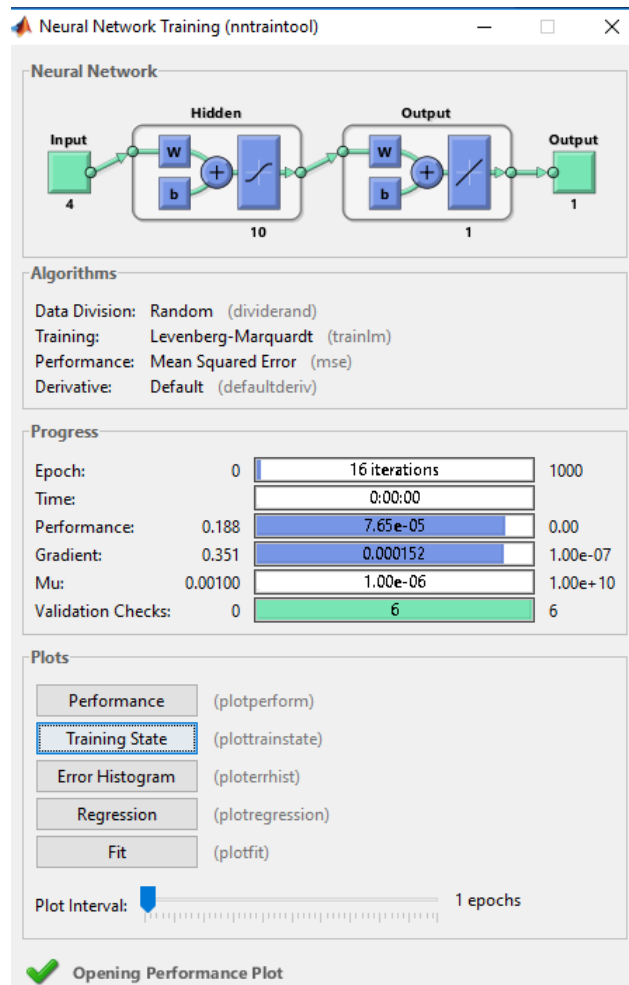 Neural Network Training (nntraintool)
Neural Network
Hidden Output
Input Output
W W
b b
4 10 1 1
Algorithms
Data Division: Random (dividerand)
Training: Levenberg-Marquardt (trainlm)
Performance: Mean Squared Error (mse)
Derivative: Default (defaultderiv)
Progress
Epoch: 0 16 iterations 1000
Time: 0:00:00
Performance: 0.188 7.65e-05 0.00
Gradient: 0.351 0.000152 1.00e-07
Mu: 0.00100 1.00e-06 1.00e+10
Validation Checks: 0 6 6
Plots
Performance (plotperform)
Training State (plottrainstate)
Error Histogram (ploterrhist)
Regression (plotregression)
Fit (plotfit)
Plot Interval: 1 epochs
Opening Performance Plot